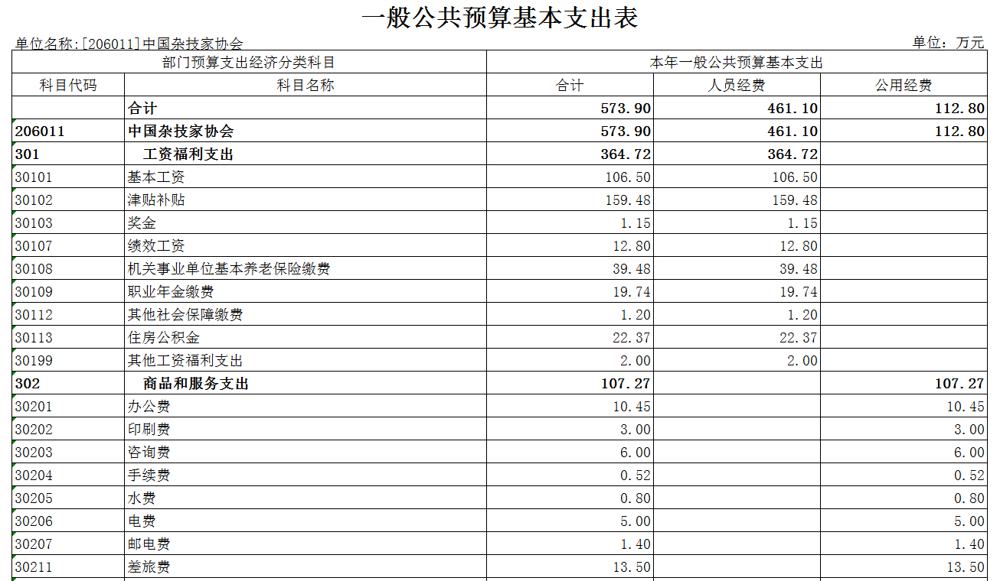 一般公共预算基本支出表
单位名称:[206011]中国杂技家协会 单位：万元
部门预算支出经济分类科目 本年一般公共预算基本支出
科目代码 科目名称 合计 人员经费 公用经费
合计 573.90 461.10 112.80
206011 中国杂技家协会 573.90 461.10 112.80
301 工资福利支出 364.72 364.72
30101 基本工资 106.50 106.50
30102 津贴补贴 159.48 159.48
30103 奖金 1.15 1.15
30107 绩效工资 12.80 12.80
30108 机关事业单位基本养老保险缴费 39.48 39.48
30109 职业年金缴费 19.74 19.74
30112 其他社会保障缴费 1.20 1.20
30113 住房公积金 22.37 22.37
30199 其他工资福利支出 2.00 2.00
302 商品和服务支出 107.27 107.27
30201 办公费 10.45 10.45
30202 印刷费 3.00 3.00
30203 咨询费 6.00 6.00
30204 手续费 0.52 0.52
30205 水费 0.80 0.80
30206 电费 5.00 5.00
30207 邮电费 1.40 1.40
30211 差旅费 13.50 13.50